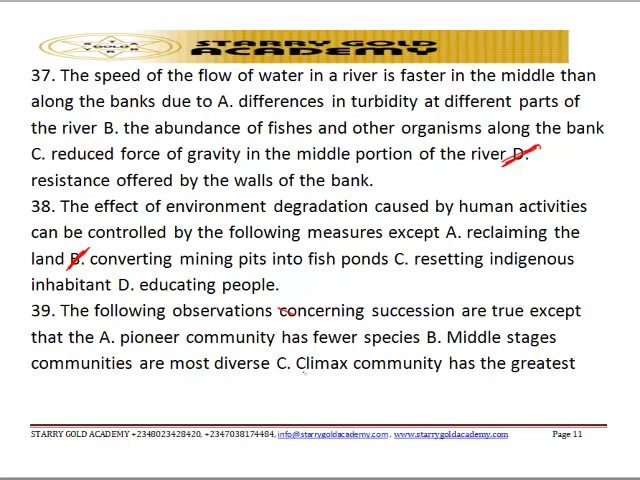 STAR GOLD STARRY GOLD
ACADEMY
37. The speed of the flow of water in a river is faster in the middle than
along the banks due to A. differences in turbidity at different parts of
the river B. the abundance of fishes and other organisms along the bank
C. reduced force of gravity in the middle portion of the river D.
resistance offered by the walls of the bank.
38. The effect of environment degradation caused by human activities
can be controlled by the following measures except A. reclaiming the
land B. converting mining pits into fish ponds C. resetting indigenous
inhabitant D. educating people.
39. The following observations concerning succession are true except
that the A. pioneer community has fewer species B. Middle stages
communities are most diverse C. Climax community has the greatest
STARRY GOLD ACADEMY +2348023428420, +2347038174484, info@starrygoldacademy.com, www.starrygoldacademy.com Page 11